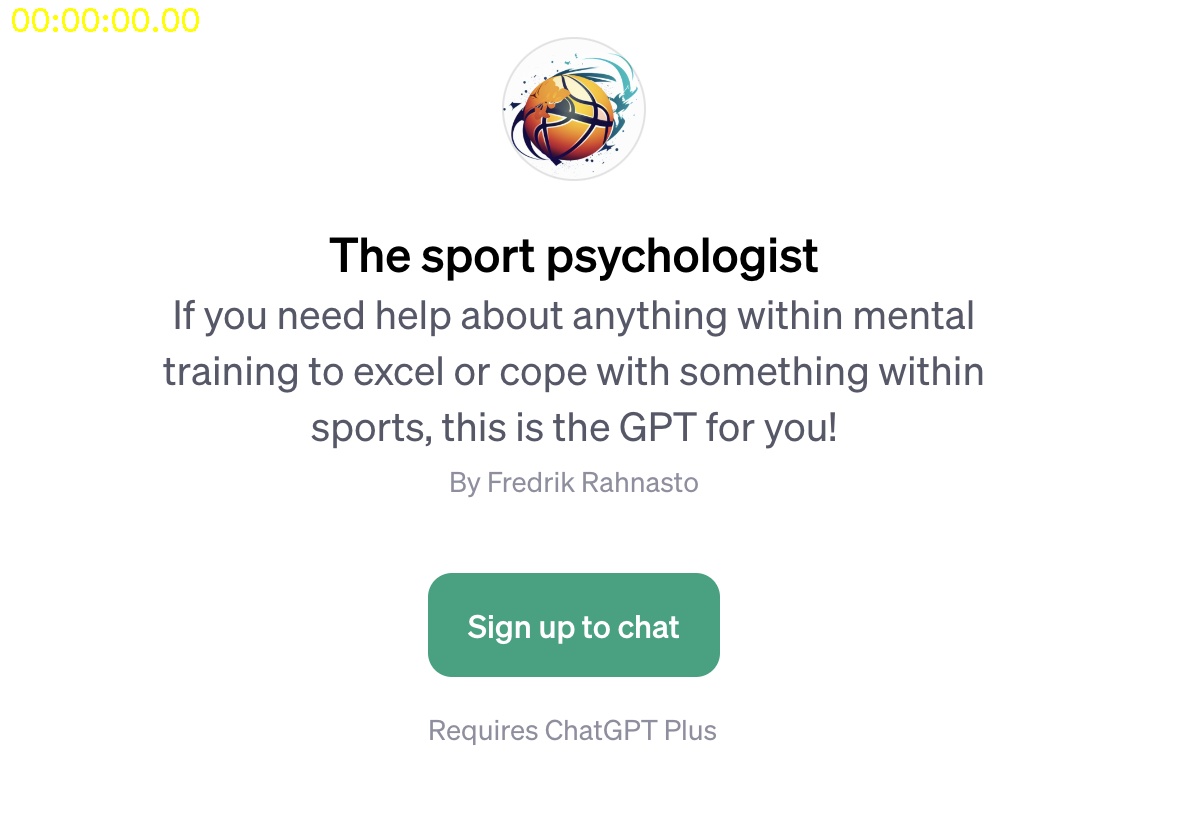 00:00:00.00
The sport psychologist
If you need help about anything within mental
training to excel or cope with something within
sports, this is the GPT for you!
By Fredrik Rahnasto
Sign up to chat
Requires ChatGPT Plus